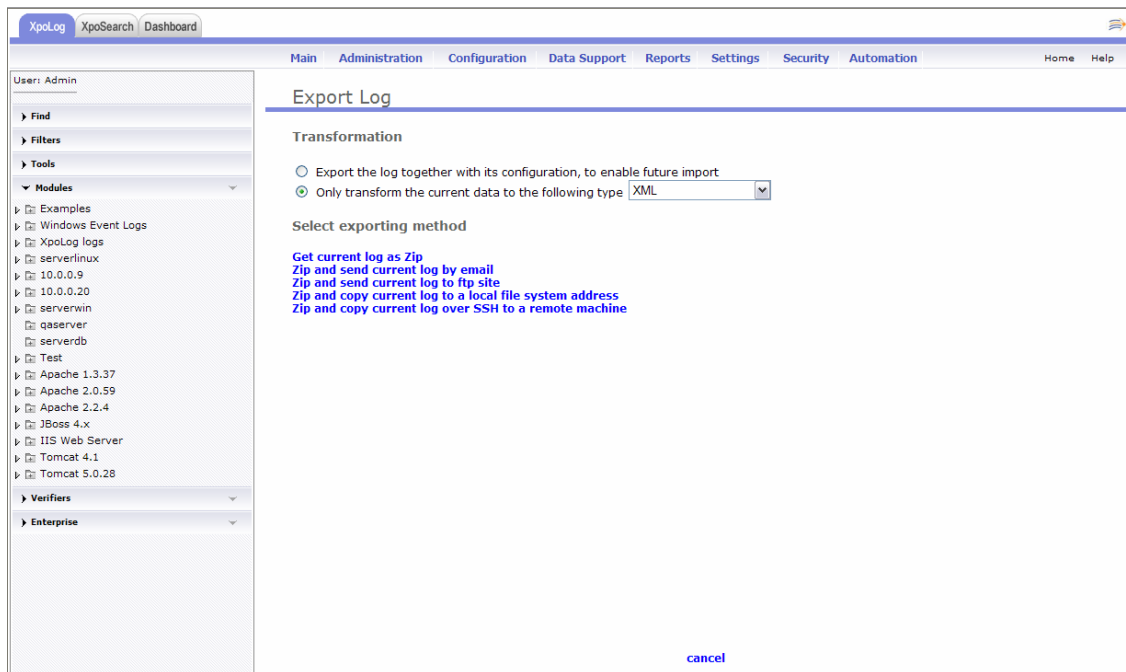 XpoLog XpoSearch Dashboard
Main Administration Configuration Data Support Reports Settings Security Automation Home Help
User: Admin
Find
Filters
Tools
Modules
Examples
Windows Event Logs
XpoLog logs
serverlinux
10.0.0.9
10.0.0.20
serverwin
qaserver
serverdb
Test
Apache 1.3.37
Apache 2.0.59
Apache 2.2.4
JBoss 4.x
IIS Web Server
Tomcat 4.1
Tomcat 5.0.28
Verifiers
Enterprise
Export Log
Transformation
Export the log together with its configuration, to enable future import
Only transform the current data to the following type XML
Select exporting method
Get current log as Zip
Zip and send current log by email
Zip and send current log to ftp site
Zip and copy current log to a local file system address
Zip and copy current log over SSH to a remote machine
cancel